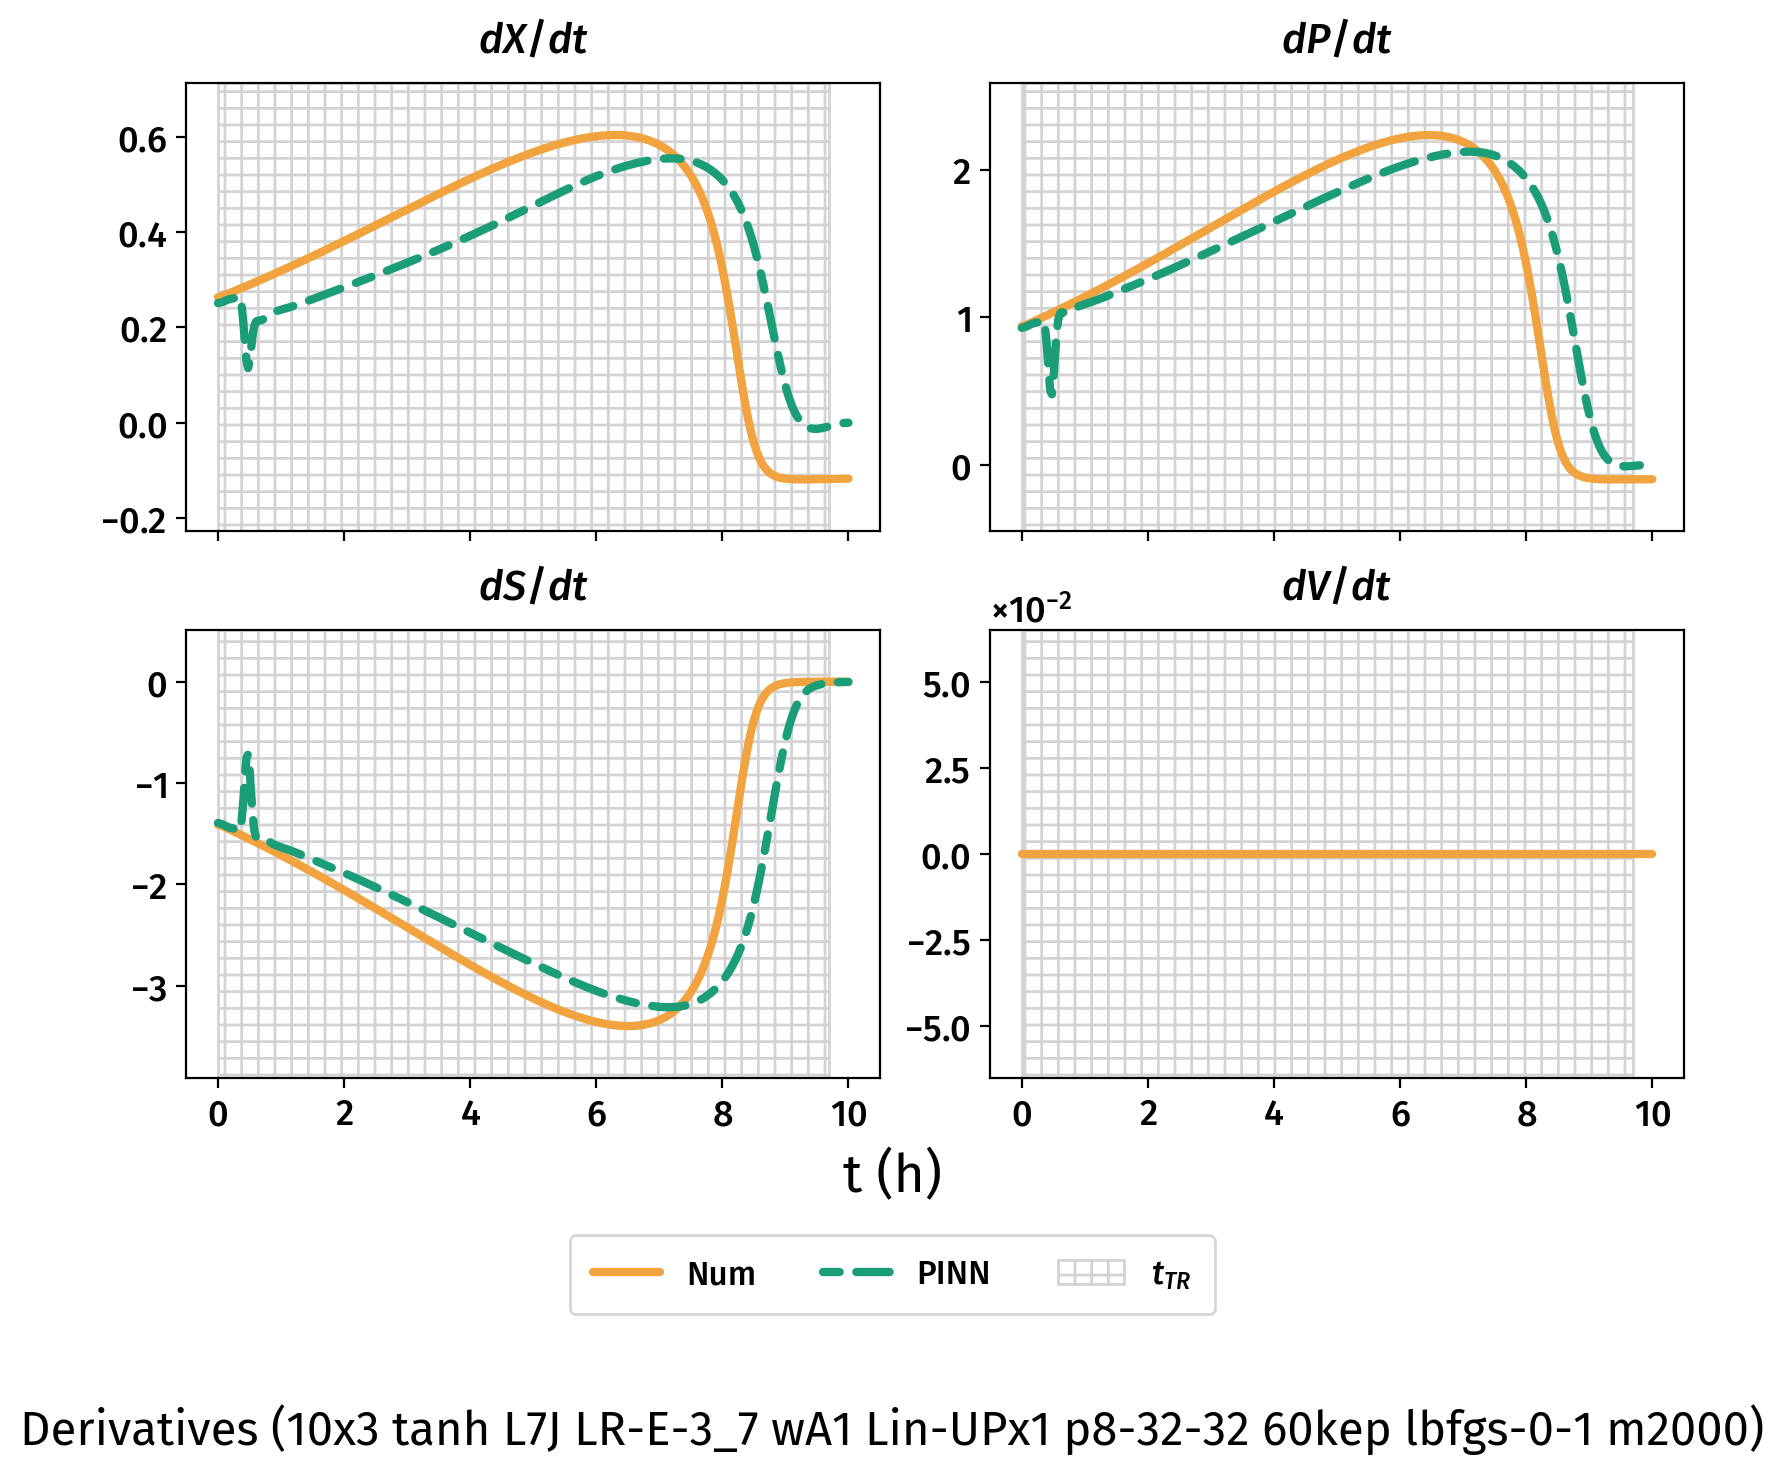 dX/dt
dP/dt
0.6
0.4
0.2
0.0
−0.2
2
1
0
dS/dt
dV/dt
×10⁻²
0
−1
−2
−3
5.0
2.5
0.0
−2.5
−5.0
0 2 4 6 8 10
0 2 4 6 8 10
t (h)
Num PINN t_TR
Derivatives (10x3 tanh L7J LR-E-3_7 wA1 Lin-UPx1 p8-32-32 60kep lbfgs-0-1 m2000)